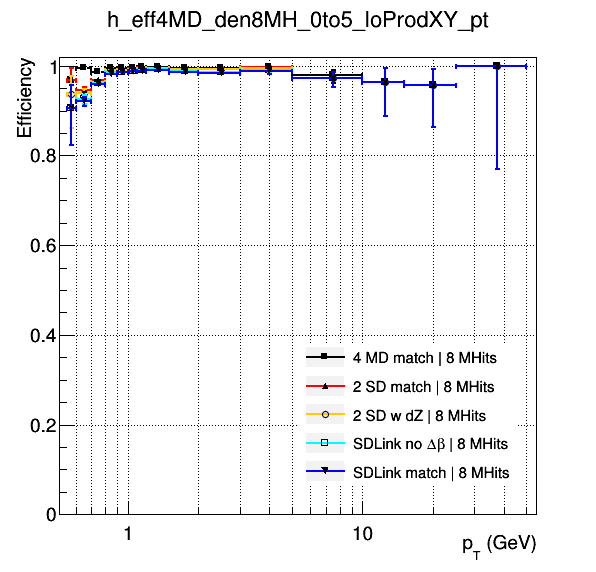 h_eff4MD_den8MH_0to5_loProdXY_pt
Efficiency
1
0.8
0.6
0.4
0.2
0
4 MD match | 8 MHits
2 SD match | 8 MHits
2 SD w dZ | 8 MHits
SDLink no Δβ | 8 MHits
SDLink match | 8 MHits
1 10
p_T (GeV)